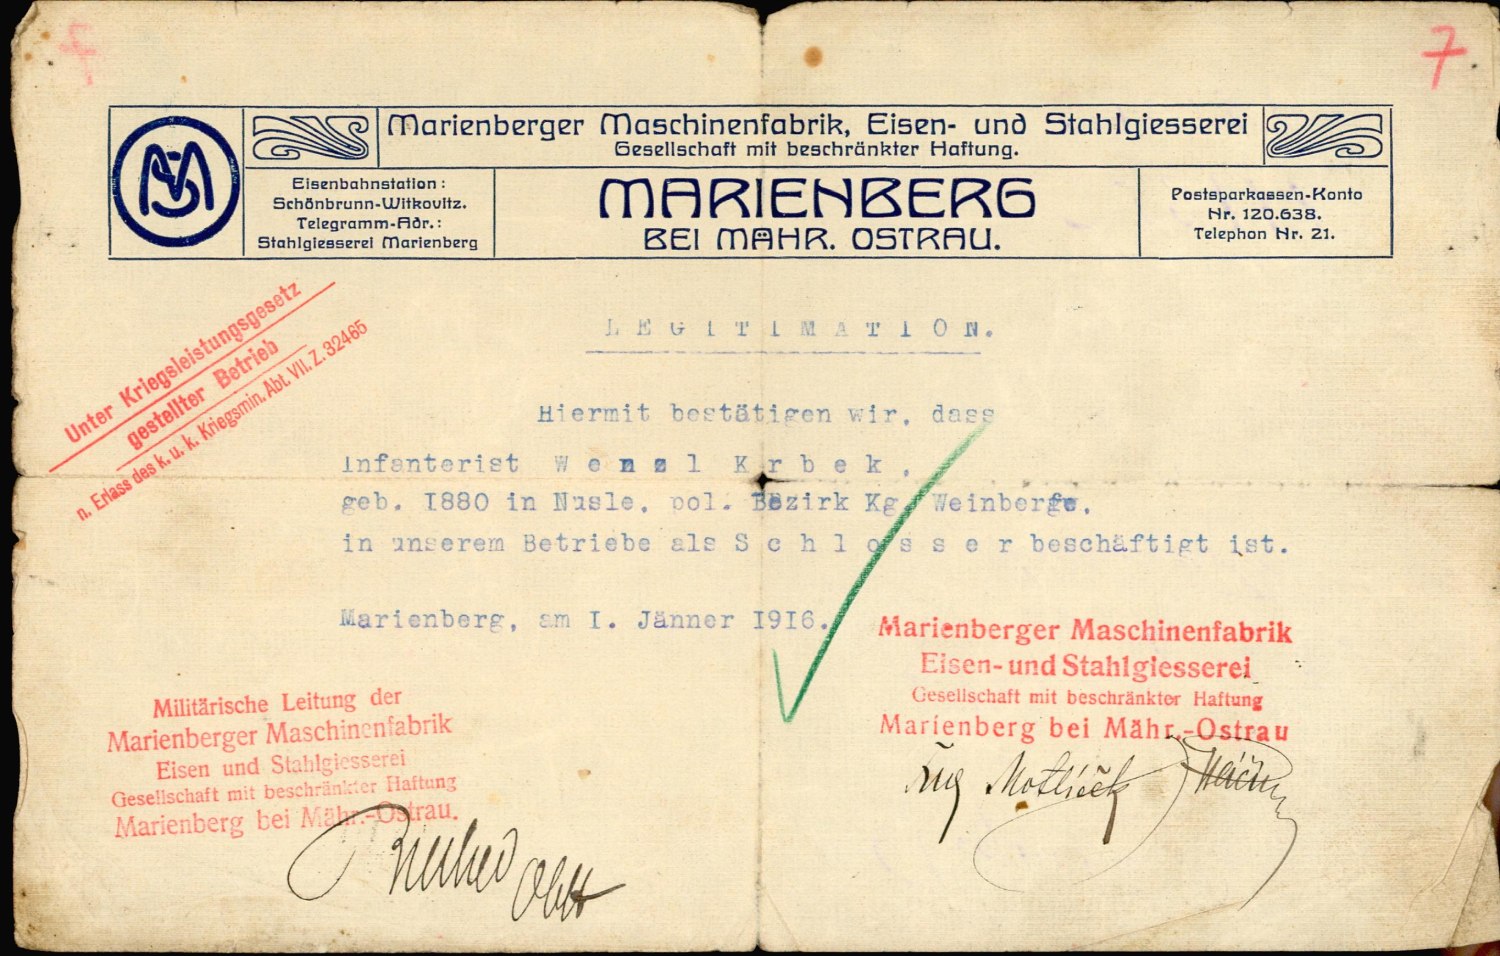 7
Marienberger Maschinenfabrik, Eisen- und Stahlgiesserei
Gesellschaft mit beschränkter Haftung.
Eisenbahnstation:
Schönbrunn-Witkovitz.
Telegramm-Adr.:
Stahlgiesserei Marienberg
MARIENBERG
BEI MÄHR. OSTRAU.
Postsparkassen-Konto
Nr. 120.638.
Telephon Nr. 21.
Unter Kriegsleistungsgesetz
gestellter Betrieb
n. Erlass des k. u. k. Kriegsmin. Abt. VII. Z. 32465
LEGITIMATION.
Hiermit bestätigen wir, dass
Infanterist Wenzl Krbek,
geb. 1880 in Nusle, pol. Bezirk Kg. Weinberge,
in unserem Betriebe als Schlosser beschäftigt ist.
Marienberg, am 1. Jänner 1916.
Marienberger Maschinenfabrik
Eisen- und Stahlgiesserei
Gesellschaft mit beschränkter Haftung
Marienberg bei Mähr.-Ostrau
Militärische Leitung der
Marienberger Maschinenfabrik
Eisen und Stahlgiesserei
Gesellschaft mit beschränkter Haftung
Marienberg bei Mähr.-Ostrau.